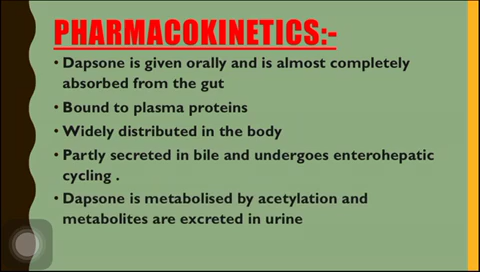 PHARMACOKINETICS:-
• Dapsone is given orally and is almost completely
absorbed from the gut
• Bound to plasma proteins
• Widely distributed in the body
• Partly secreted in bile and undergoes enterohepatic
cycling .
• Dapsone is metabolised by acetylation and
metabolites are excreted in urine